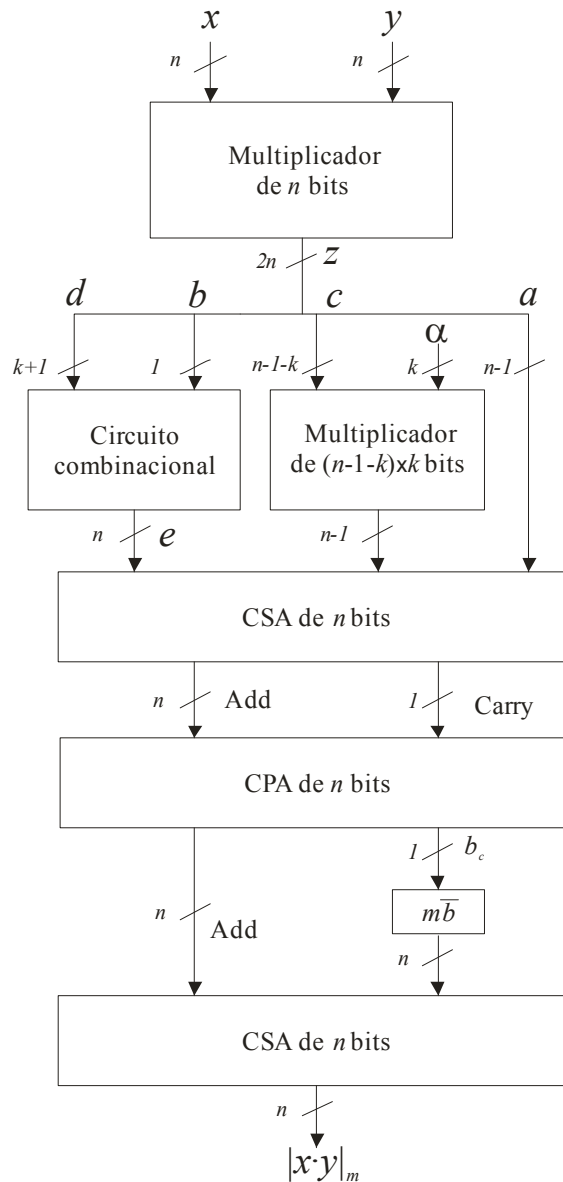 x y
n n
Multiplicador
de n bits
2n z
d b c a
α
k+1 1 n-1-k k n-1
Circuito
combinacional
Multiplicador
de (n-1-k)xk bits
n e n-1
CSA de n bits
n Add 1 Carry
CPA de n bits
1 b_c
n Add
mb̅
n
CSA de n bits
n
|x·y|_m